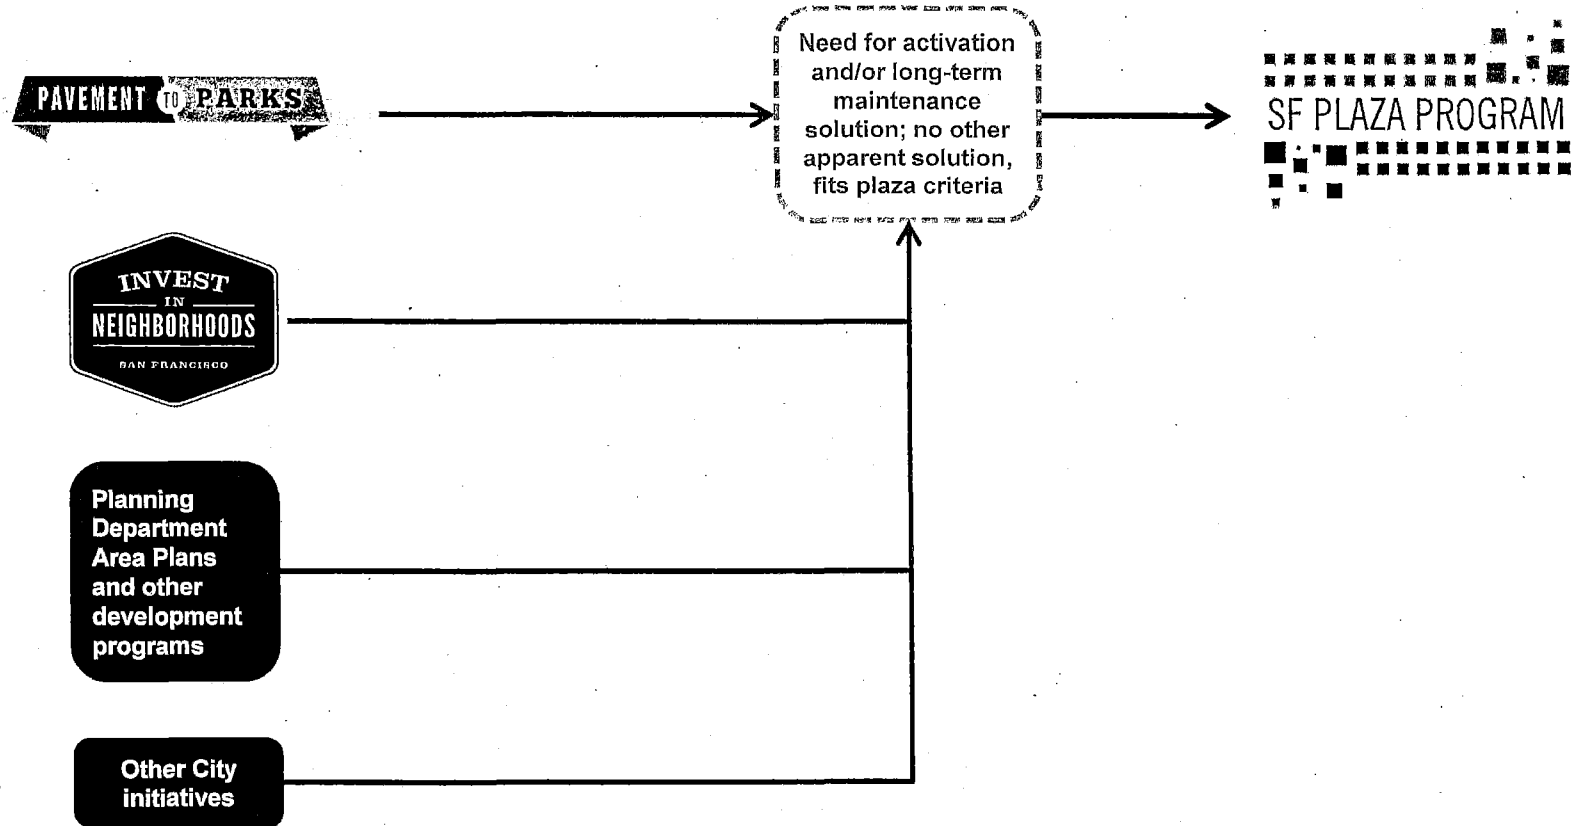 PAVEMENT TO PARKS
Need for activation
and/or long-term
maintenance
solution; no other
apparent solution,
fits plaza criteria
SF PLAZA PROGRAM
INVEST
IN
NEIGHBORHOODS
SAN FRANCISCO
Planning
Department
Area Plans
and other
development
programs
Other City
initiatives